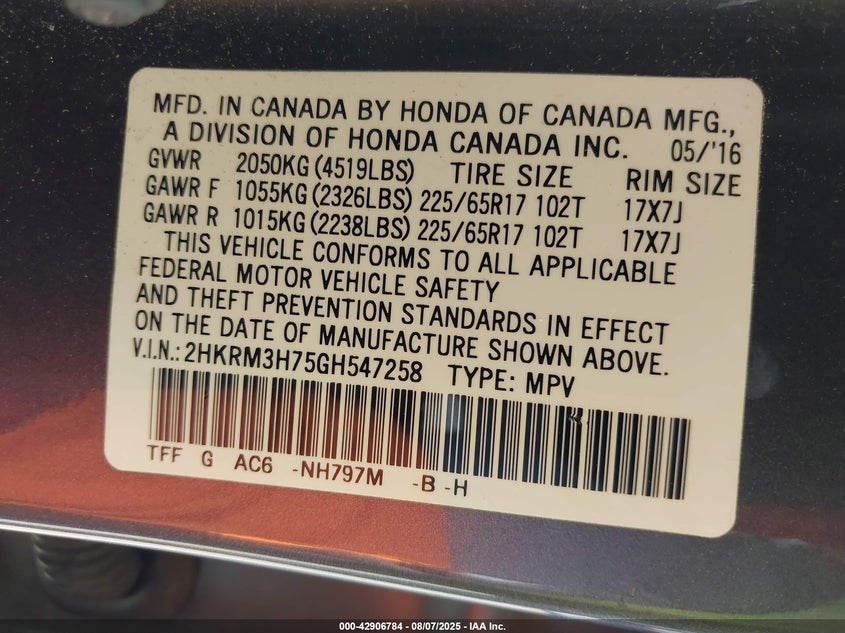 MFD. IN CANADA BY HONDA OF CANADA MFG.,
A DIVISION OF HONDA CANADA INC. 05/'16
GVWR 2050KG (4519LBS) TIRE SIZE RIM SIZE
GAWR F 1055KG (2326LBS) 225/65R17 102T 17X7J
GAWR R 1015KG (2238LBS) 225/65R17 102T 17X7J
THIS VEHICLE CONFORMS TO ALL APPLICABLE
FEDERAL MOTOR VEHICLE SAFETY
AND THEFT PREVENTION STANDARDS IN EFFECT
ON THE DATE OF MANUFACTURE SHOWN ABOVE.
V.I.N.: 2HKRM3H75GH547258 TYPE: MPV
TFF G AC6 -NH797M -B -H
000-42906784 - 08/07/2025 - IAA Inc.